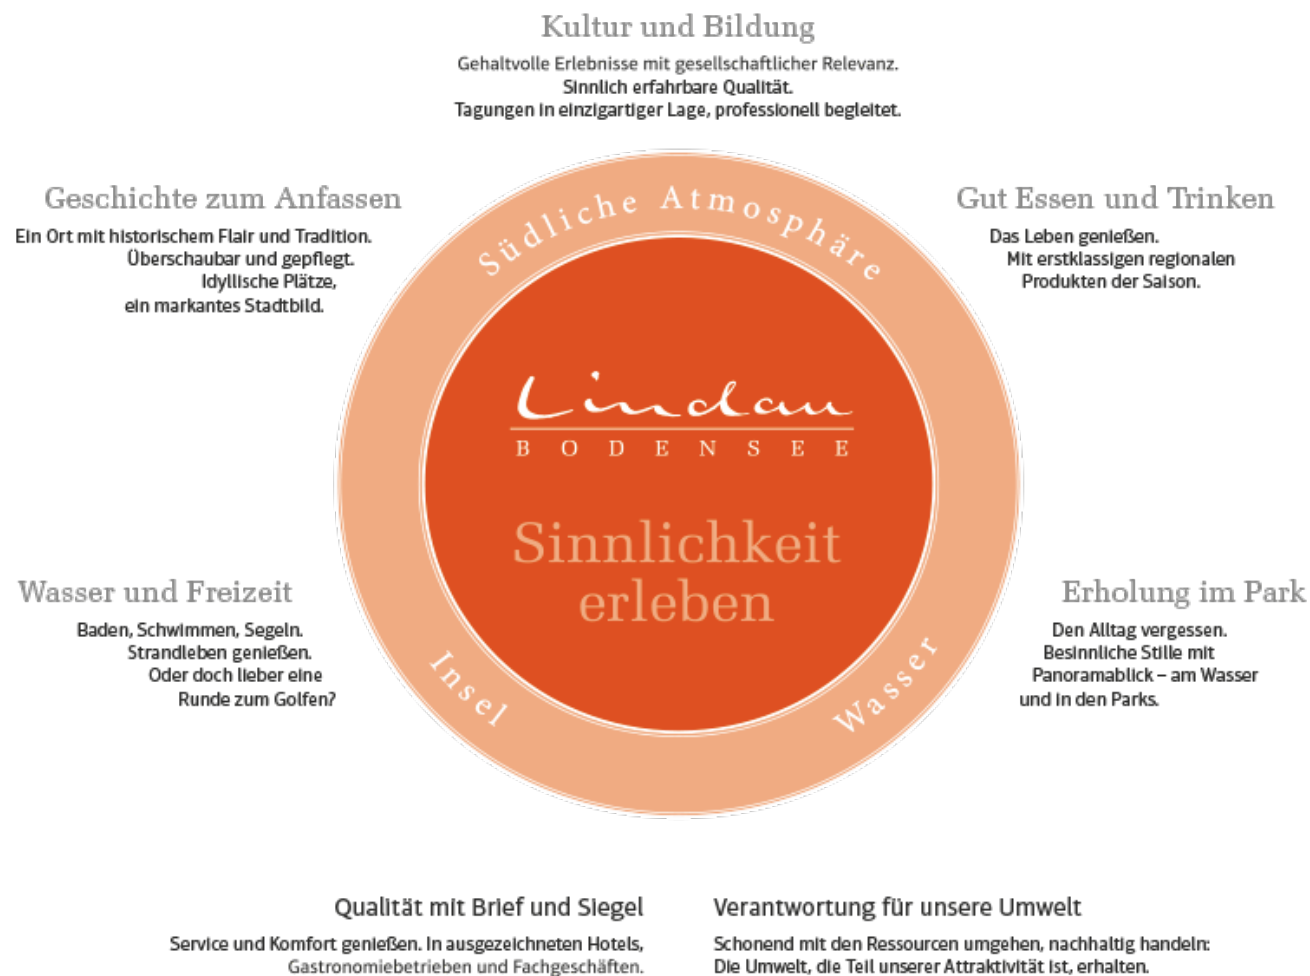 Kultur und Bildung
Gehaltvolle Erlebnisse mit gesellschaftlicher Relevanz.
Sinnlich erfahrbare Qualität.
Tagungen in einzigartiger Lage, professionell begleitet.
Geschichte zum Anfassen
Ein Ort mit historischem Flair und Tradition.
Überschaubar und gepflegt.
Idyllische Plätze,
ein markantes Stadtbild.
Gut Essen und Trinken
Das Leben genießen.
Mit erstklassigen regionalen
Produkten der Saison.
Südliche Atmosphäre
Lindau
BODENSEE
Sinnlichkeit
erleben
Insel
Wasser
Wasser und Freizeit
Baden, Schwimmen, Segeln.
Strandleben genießen.
Oder doch lieber eine
Runde zum Golfen?
Erholung im Park
Den Alltag vergessen.
Besinnliche Stille mit
Panoramablick – am Wasser
und in den Parks.
Qualität mit Brief und Siegel
Service und Komfort genießen. In ausgezeichneten Hotels,
Gastronomiebetrieben und Fachgeschäften.
Verantwortung für unsere Umwelt
Schonend mit den Ressourcen umgehen, nachhaltig handeln:
Die Umwelt, die Teil unserer Attraktivität ist, erhalten.